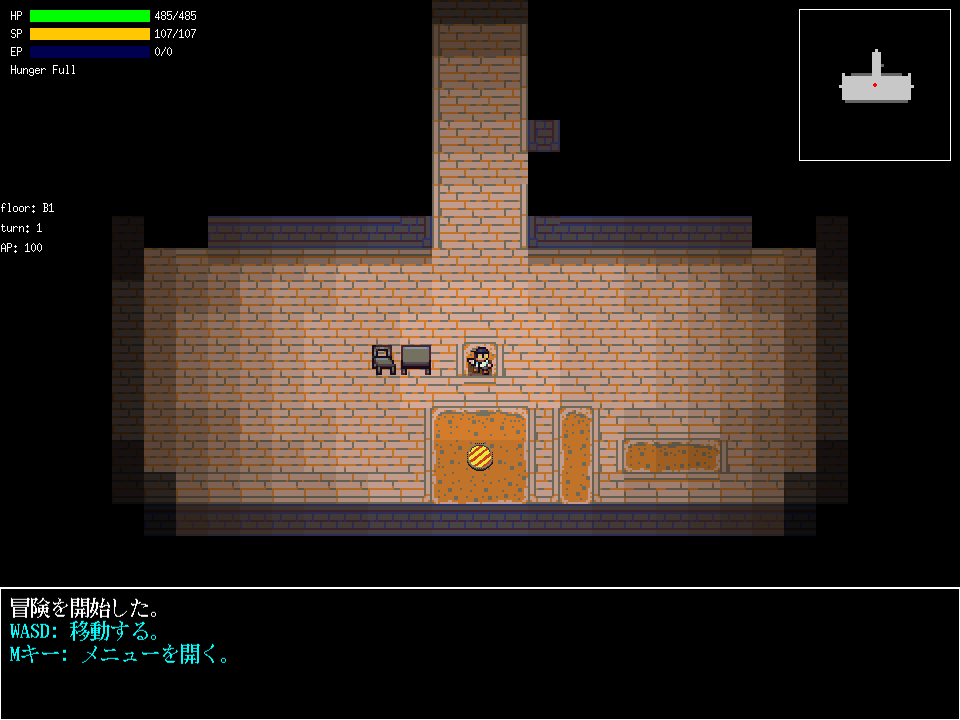 HP 485/485
SP 107/107
EP 0/0
Hunger Full
floor: B1
turn: 1
AP: 100
冒険を開始した。
WASD: 移動する。
Mキー: メニューを開く。